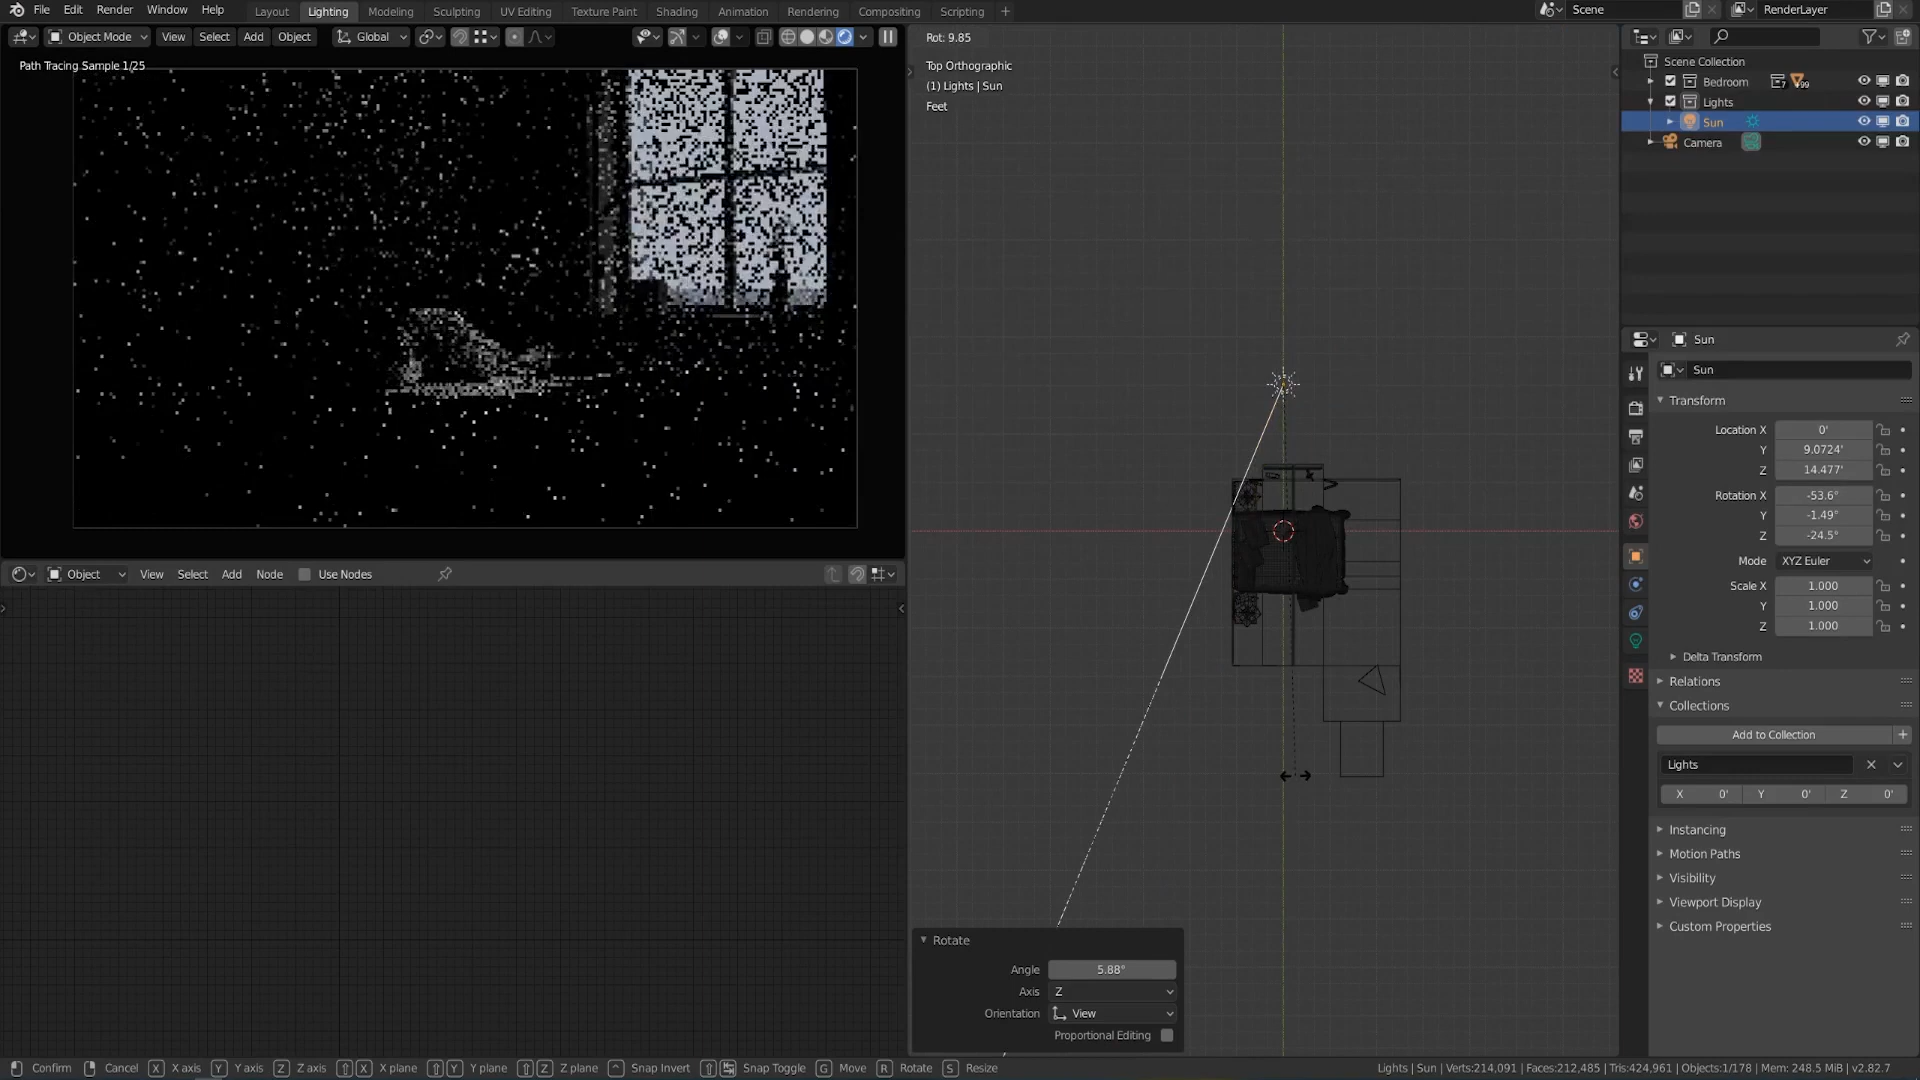 File Edit Render Window Help Layout Lighting Modeling Sculpting UV Editing Texture Paint Shading Animation Rendering Compositing Scripting + Scene RenderLayer
Object Mode View Select Add Object Global
Path Tracing Sample 1/25
Rot: 9.85
Top Orthographic
(1) Lights | Sun
Feet
Scene Collection
Bedroom 7 99
Lights
Sun
Camera
Sun
Sun
Transform
Location X 0'
Y 9.0724'
Z 14.477'
Rotation X -53.6°
Y -1.49°
Z -24.5°
Mode XYZ Euler
Scale X 1.000
Y 1.000
Z 1.000
Delta Transform
Relations
Collections
Add to Collection +
Lights
X 0' Y 0' Z 0'
Instancing
Motion Paths
Visibility
Viewport Display
Custom Properties
Object View Select Add Node Use Nodes
Rotate
Angle 5.88°
Axis Z
Orientation View
Proportional Editing
Confirm Cancel X X axis Y Y axis Z Z axis X X plane Y Y plane Z Z plane Snap Invert Snap Toggle G Move R Rotate S Resize Lights | Sun | Verts:214,091 | Faces:212,485 | Tris:424,961 | Objects:1/178 | Mem: 248.5 MiB | v2.82.7